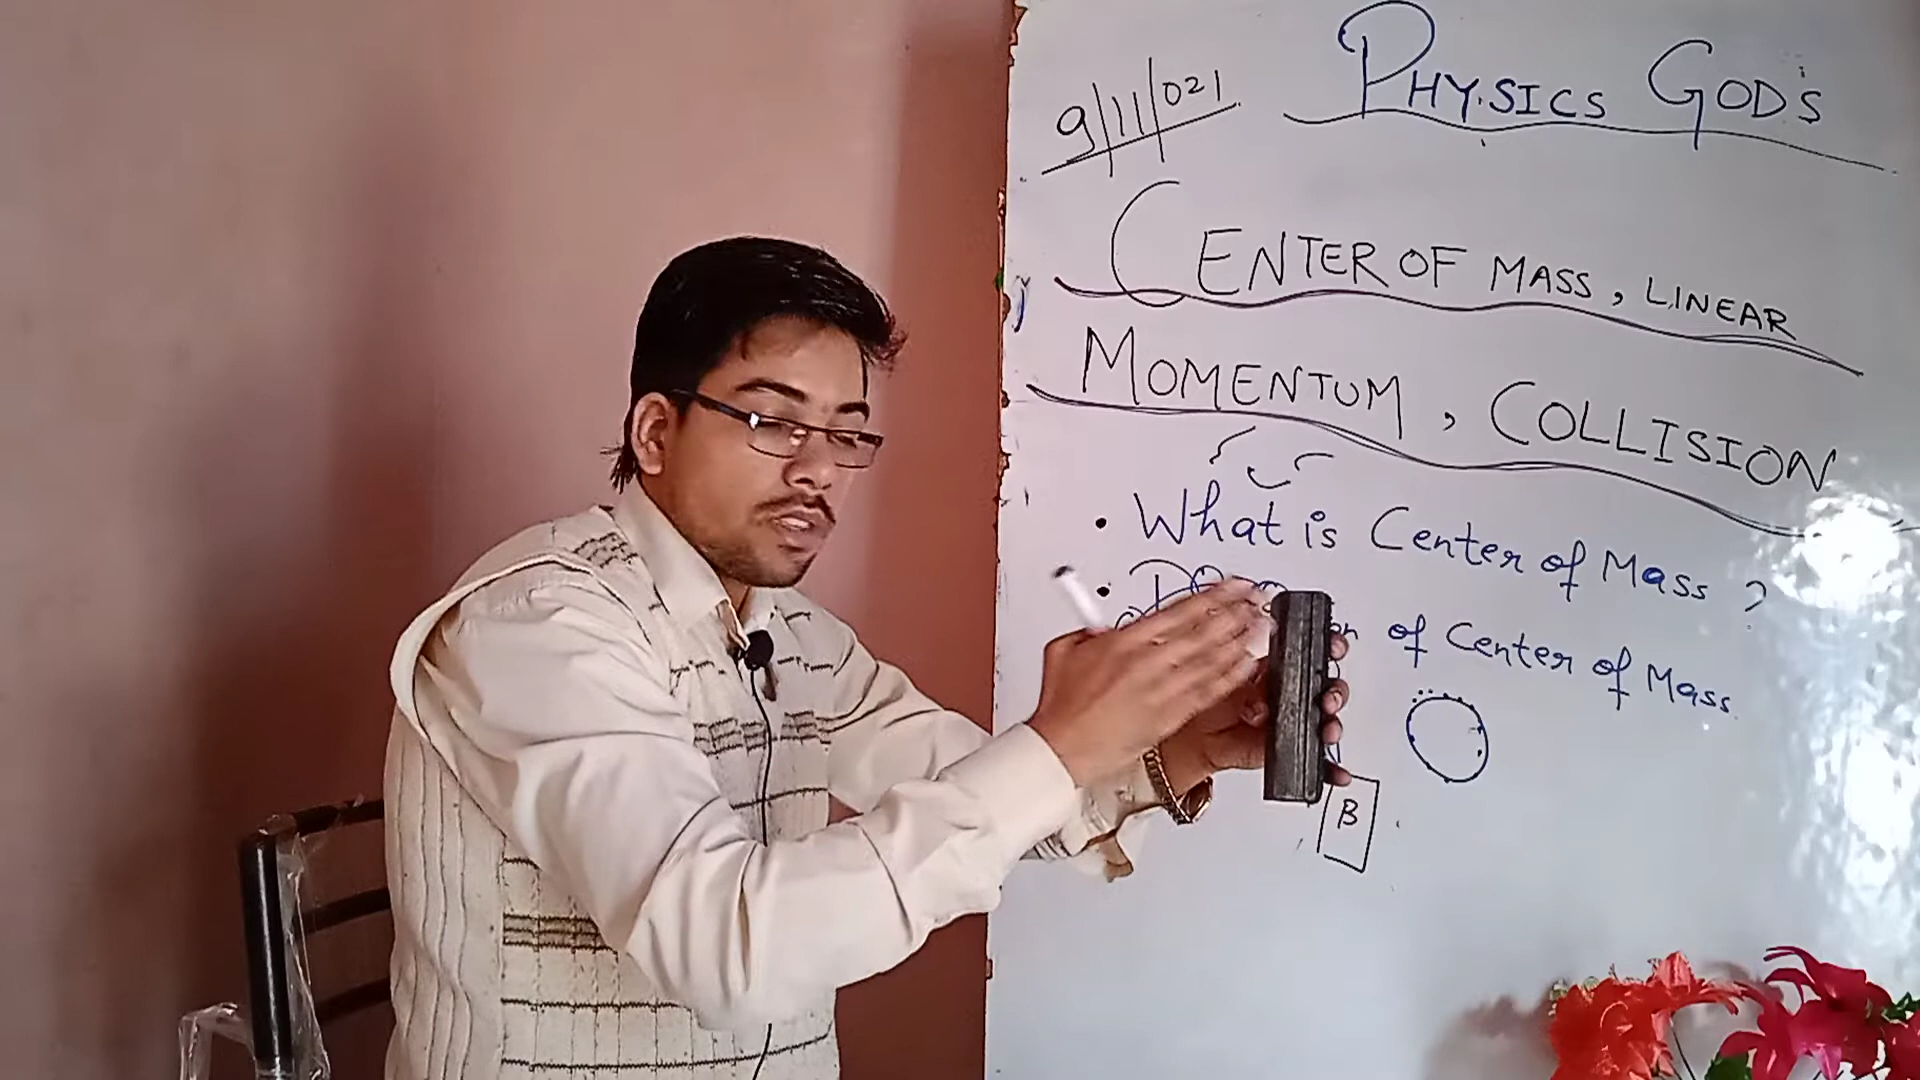 9/11/021
PHYSICS GOD'S
CENTER OF MASS, LINEAR
MOMENTUM, COLLISION
• What is Center of Mass ?
• of Center of Mass
B